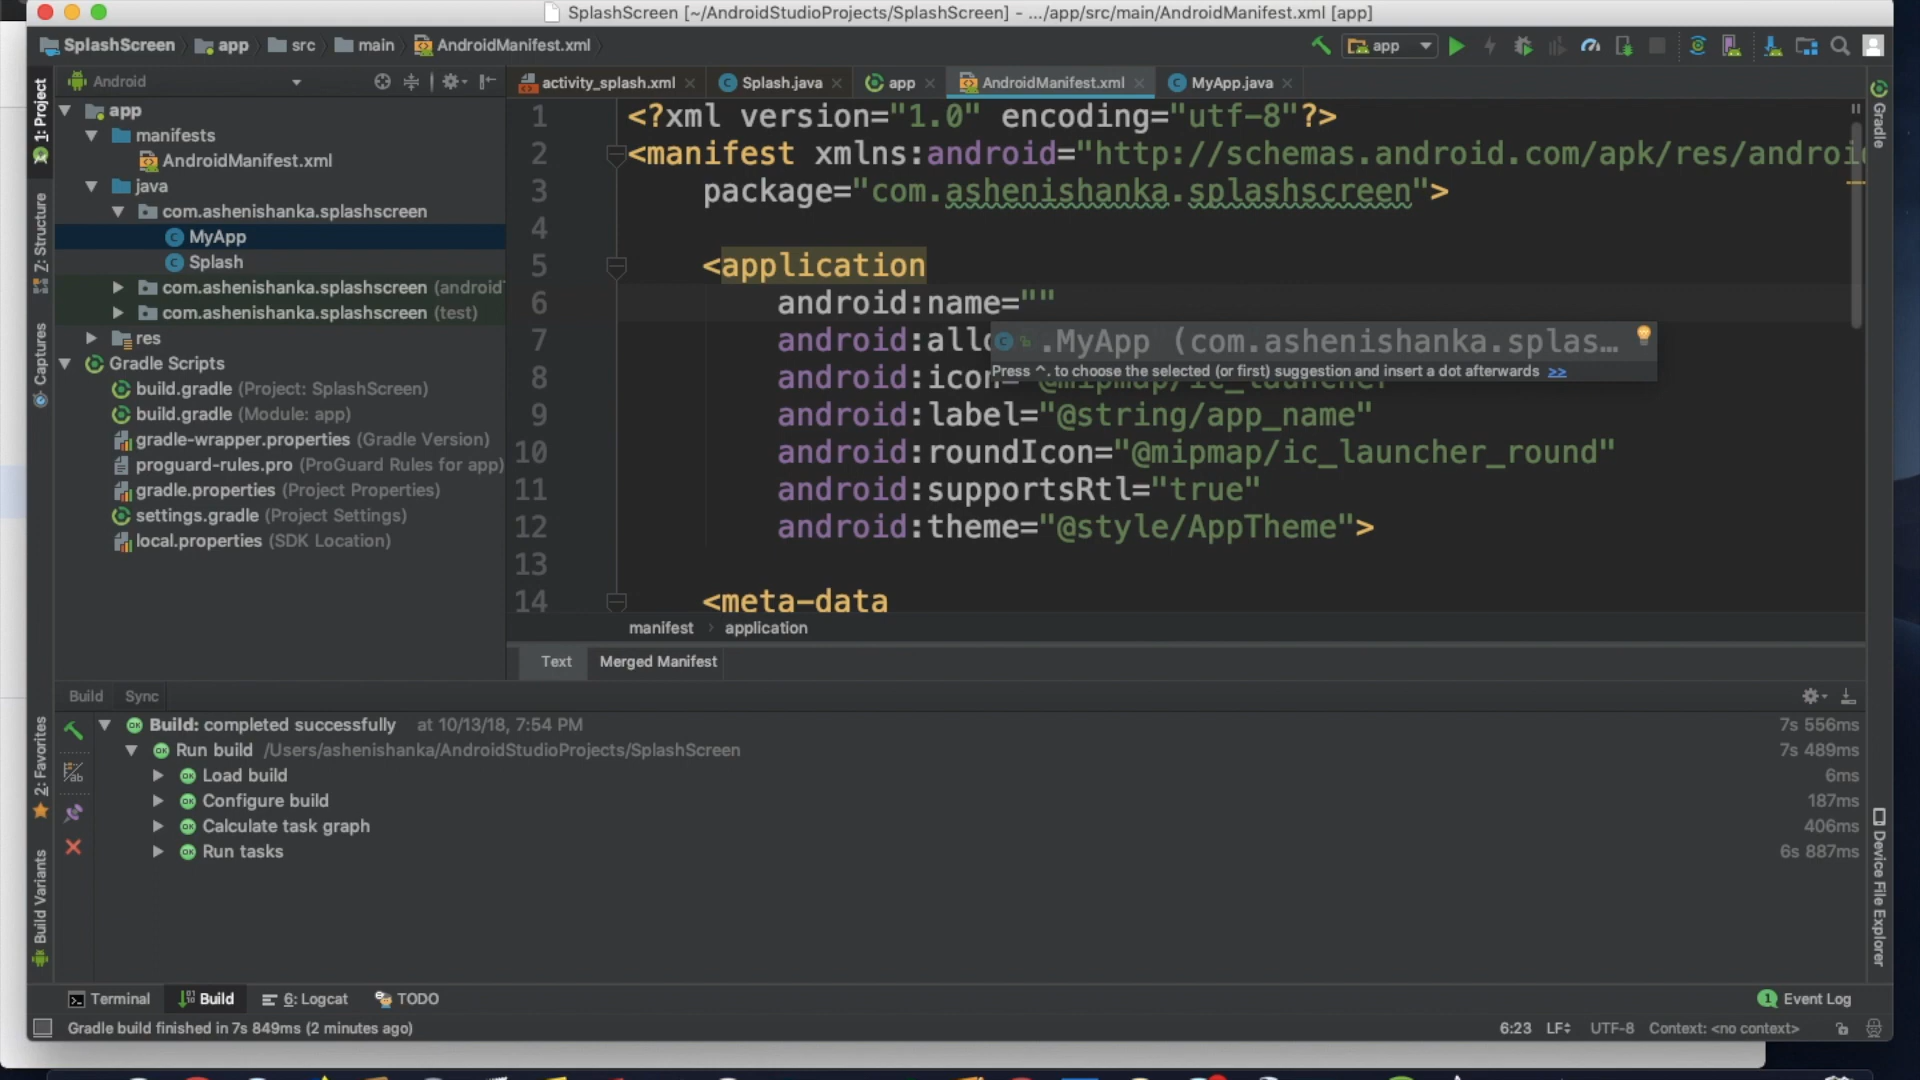 SplashScreen [~/AndroidStudioProjects/SplashScreen] - .../app/src/main/AndroidManifest.xml [app]
SplashScreen app src main AndroidManifest.xml
app
Android
activity_splash.xml Splash.java app AndroidManifest.xml MyApp.java
1: Project
Z: Structure
Captures
2: Favorites
Build Variants
Gradle
Device File Explorer
app
manifests
AndroidManifest.xml
java
com.ashenishanka.splashscreen
MyApp
Splash
com.ashenishanka.splashscreen (android
com.ashenishanka.splashscreen (test)
res
Gradle Scripts
build.gradle (Project: SplashScreen)
build.gradle (Module: app)
gradle-wrapper.properties (Gradle Version)
proguard-rules.pro (ProGuard Rules for app)
gradle.properties (Project Properties)
settings.gradle (Project Settings)
local.properties (SDK Location)
1 <?xml version="1.0" encoding="utf-8"?>
2 <manifest xmlns:android="http://schemas.android.com/apk/res/androi
3 package="com.ashenishanka.splashscreen">
4
5 <application
6 android:name=""
7 android:allo
.MyApp (com.ashenishanka.splas...
Press ^. to choose the selected (or first) suggestion and insert a dot afterwards >>
8 android:icon="@mipmap/ic_launcher"
9 android:label="@string/app_name"
10 android:roundIcon="@mipmap/ic_launcher_round"
11 android:supportsRtl="true"
12 android:theme="@style/AppTheme">
13
14 <meta-data
manifest › application
Text Merged Manifest
Build Sync
Build: completed successfully at 10/13/18, 7:54 PM 7s 556ms
Run build /Users/ashenishanka/AndroidStudioProjects/SplashScreen 7s 489ms
Load build 6ms
Configure build 187ms
Calculate task graph 406ms
Run tasks 6s 887ms
Terminal Build 6: Logcat TODO 1 Event Log
Gradle build finished in 7s 849ms (2 minutes ago) 6:23 LF UTF-8 Context: <no context>